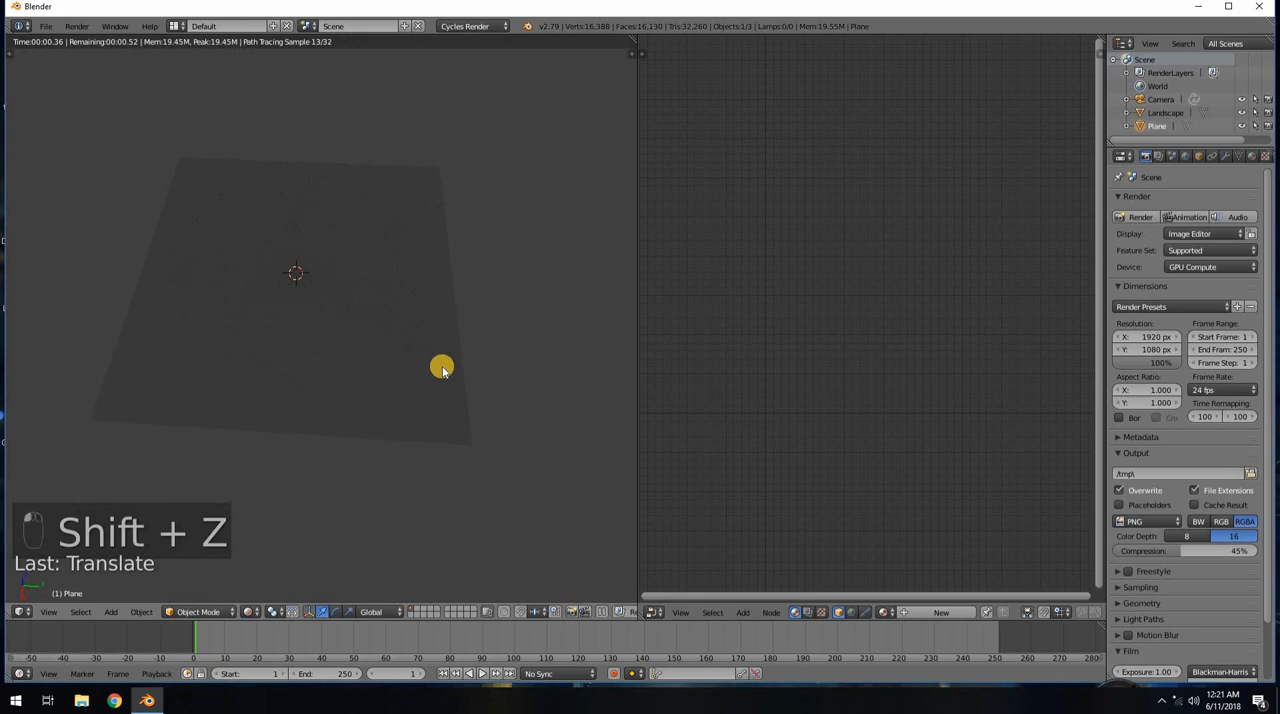 Blender
File Render Window Help Default Scene Cycles Render v2.79 | Verts:16,388 | Faces:16,130 | Tris:32,260 | Objects:1/3 | Lamps:0/0 | Mem:19.55M | Plane
Time:00:00.36 | Remaining:00:00.52 | Mem:19.45M, Peak:19.45M | Path Tracing Sample 13/32
View Search All Scenes
Scene
RenderLayers
World
Camera
Landscape
Plane
Scene
Render
Render Animation Audio
Display: Image Editor
Feature Set: Supported
Device: GPU Compute
Dimensions
Render Presets
Resolution: Frame Range:
X: 1920 px Start Frame: 1
Y: 1080 px End Fram: 250
100% Frame Step: 1
Aspect Ratio: Frame Rate:
X: 1.000 24 fps
Y: 1.000 Time Remapping:
Bor Cro 100 100
Metadata
Output
/tmp\
Overwrite File Extensions
Placeholders Cache Result
PNG BW RGB RGBA
Color Depth: 8 16
Compression: 45%
Freestyle
Sampling
Geometry
Light Paths
Motion Blur
Film
Exposure: 1.00 Blackman-Harris
Shift + Z
Last: Translate
(1) Plane
View Select Add Object Object Mode Global Re
View Select Add Node New
-50 -40 -30 -20 -10 0 10 20 30 40 50 60 70 80 90 100 110 120 130 140 150 160 170 180 190 200 210 220 230 240 250 260 270 280
View Marker Frame Playback Start: 1 End: 250 1 No Sync
12:21 AM
6/11/2018
4